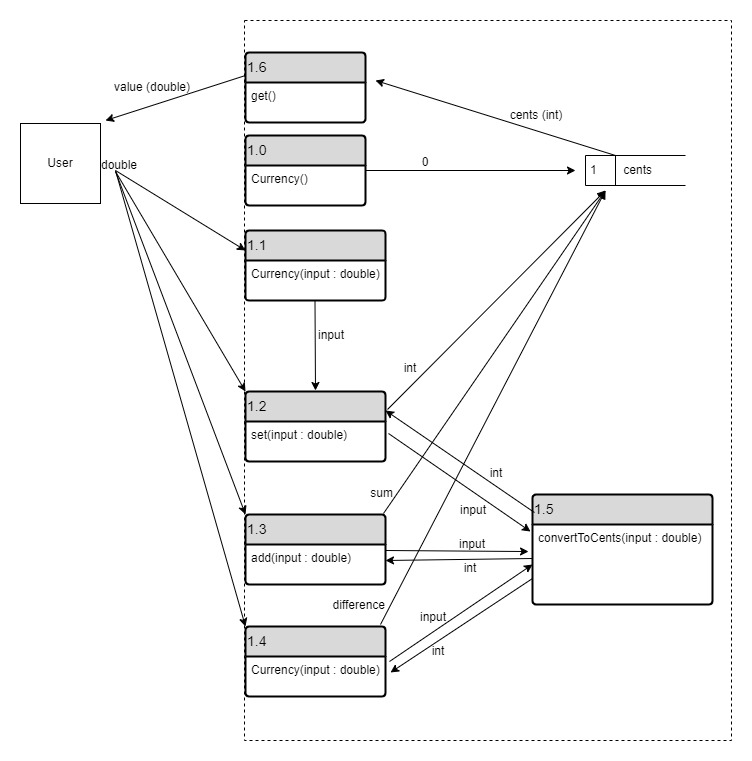 1.6
get()
value (double)
cents (int)
User
double
1.0
Currency()
0
1
cents
1.1
Currency(input : double)
input
int
1.2
set(input : double)
int
input
sum
1.5
convertToCents(input : double)
1.3
add(input : double)
input
int
difference
input
1.4
Currency(input : double)
int